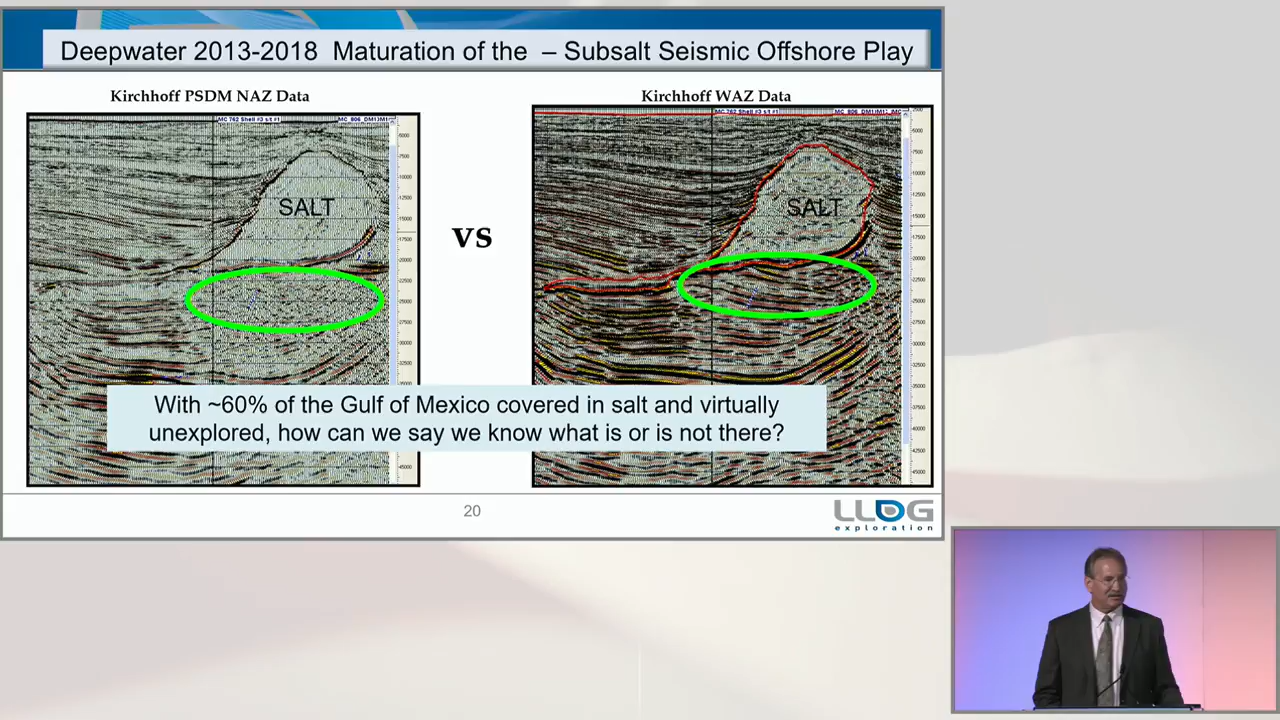 Deepwater 2013-2018 Maturation of the – Subsalt Seismic Offshore Play
Kirchhoff PSDM NAZ Data
Kirchhoff WAZ Data
SALT
vs
SALT
With ~60% of the Gulf of Mexico covered in salt and virtually
unexplored, how can we say we know what is or is not there?
20
LLOG
exploration